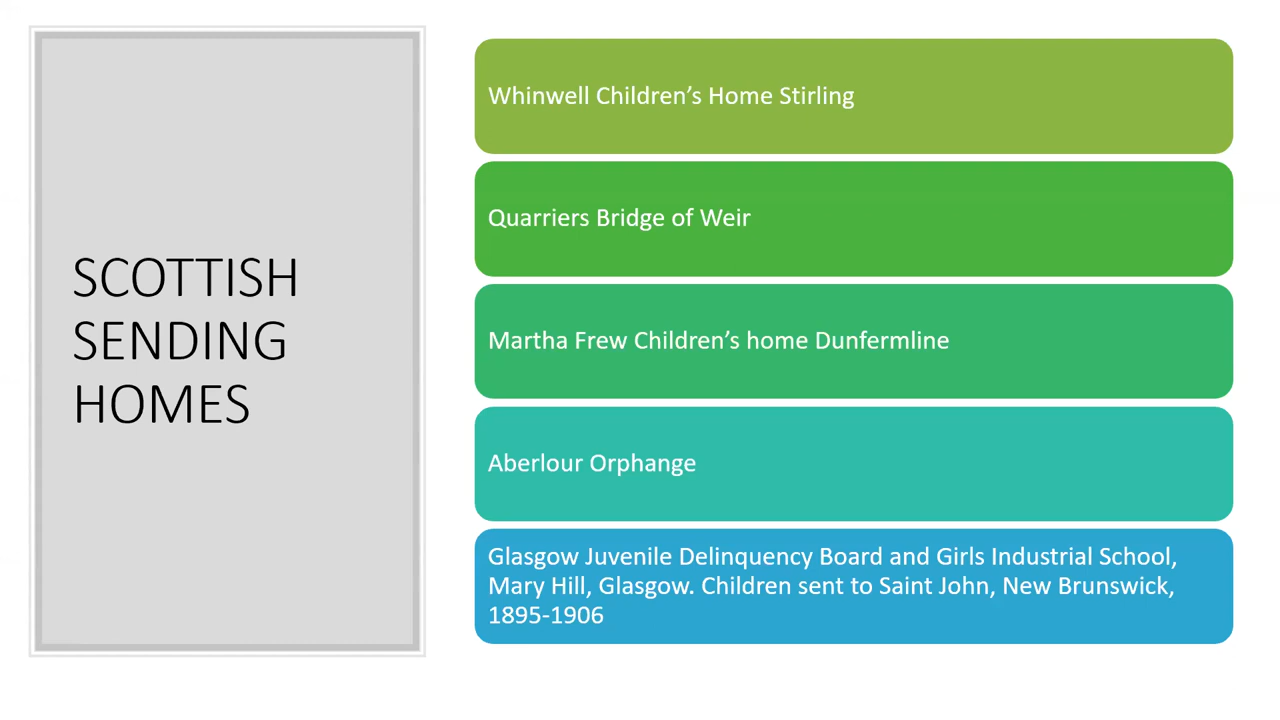 SCOTTISH
SENDING
HOMES
Whinwell Children’s Home Stirling
Quarriers Bridge of Weir
Martha Frew Children’s home Dunfermline
Aberlour Orphange
Glasgow Juvenile Delinquency Board and Girls Industrial School,
Mary Hill, Glasgow. Children sent to Saint John, New Brunswick,
1895-1906